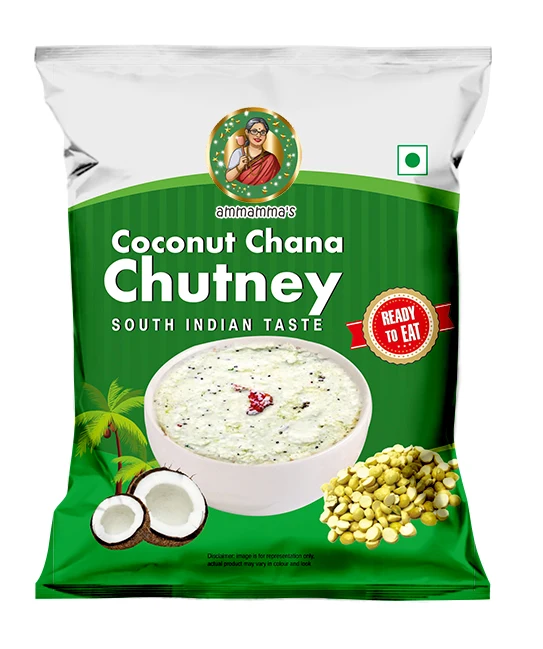 ammamma's
Coconut Chana
Chutney
SOUTH INDIAN TASTE
READY
TO EAT
Disclaimer: Image is for representation only,
actual product may vary in colour and look